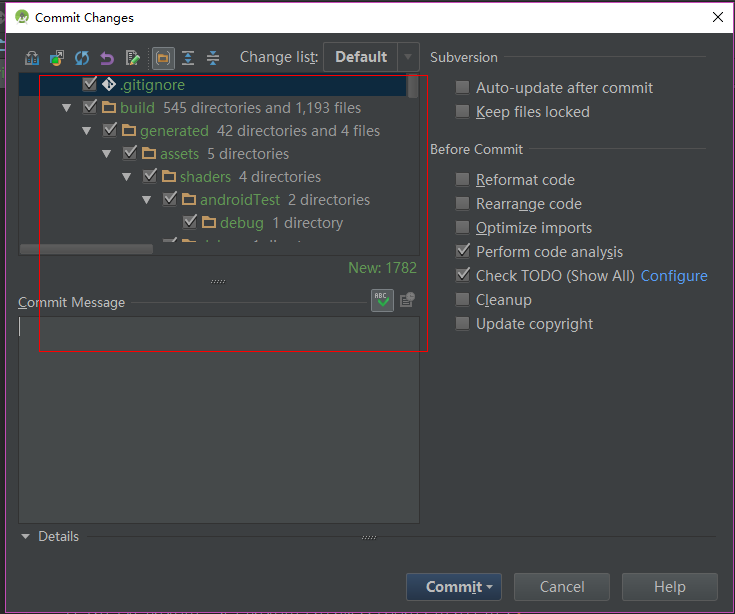 Commit Changes
Change list: Default
.gitignore
build 545 directories and 1,193 files
generated 42 directories and 4 files
assets 5 directories
shaders 4 directories
androidTest 2 directories
debug 1 directory
New: 1782
Commit Message
ABC
Details
Subversion
Auto-update after commit
Keep files locked
Before Commit
Reformat code
Rearrange code
Optimize imports
Perform code analysis
Check TODO (Show All) Configure
Cleanup
Update copyright
Commit
Cancel
Help